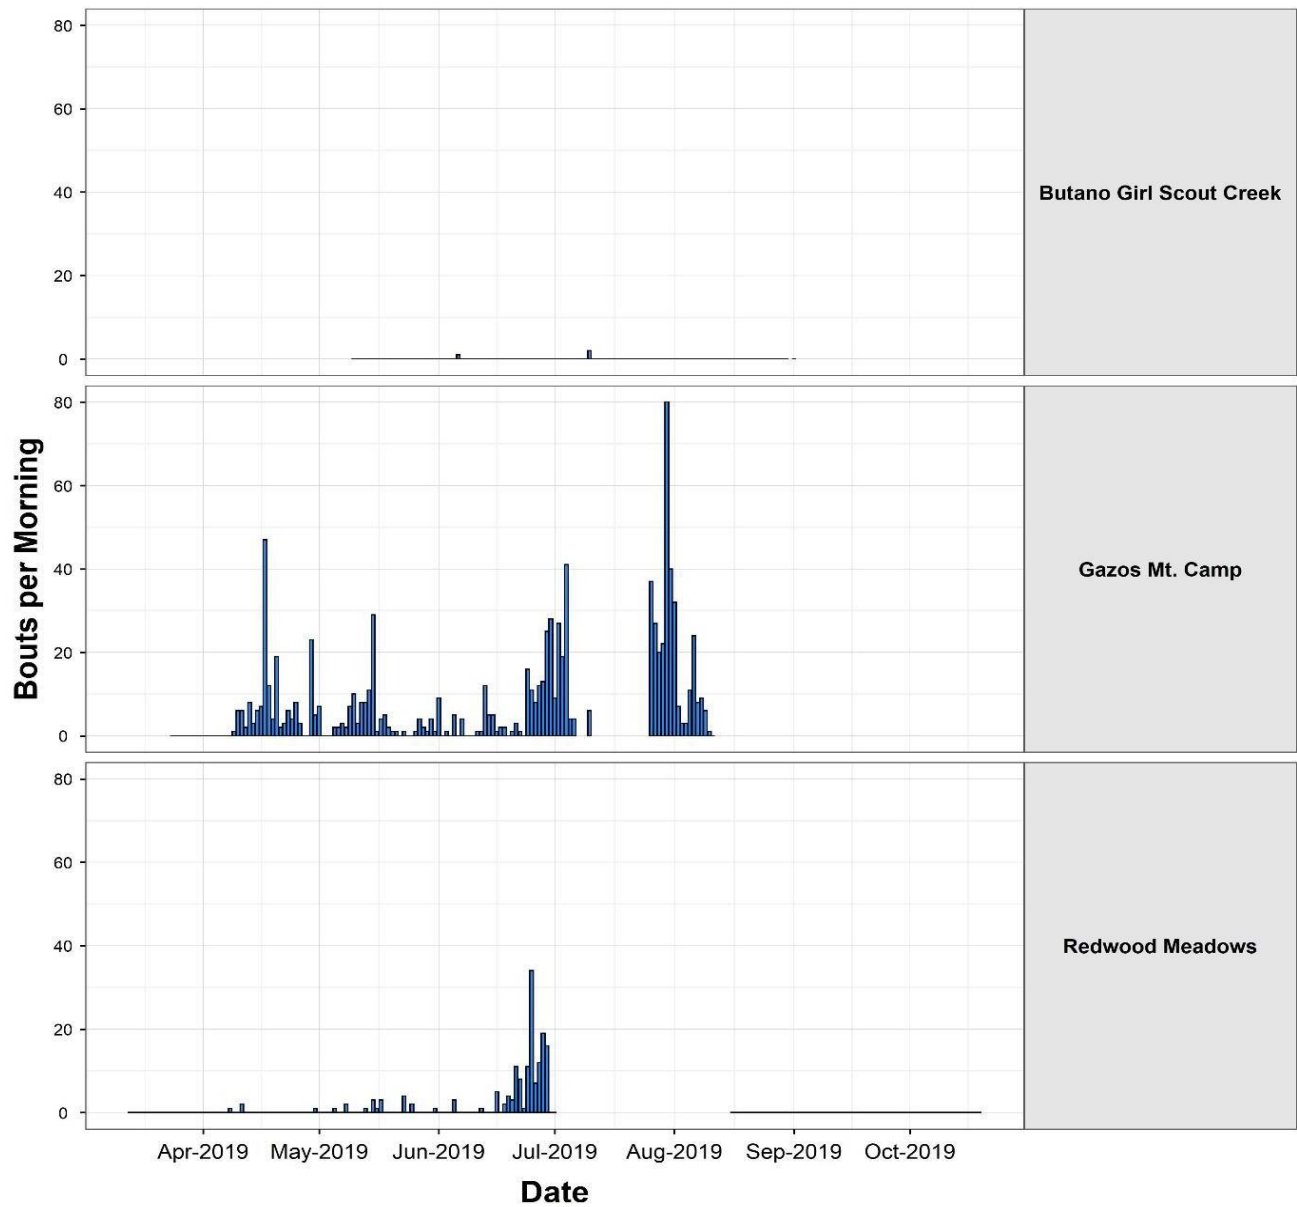 80
60
40
20
0
Butano Girl Scout Creek
80
60
40
20
0
Gazos Mt. Camp
Bouts per Morning
80
60
40
20
0
Redwood Meadows
Apr-2019 May-2019 Jun-2019 Jul-2019 Aug-2019 Sep-2019 Oct-2019
Date